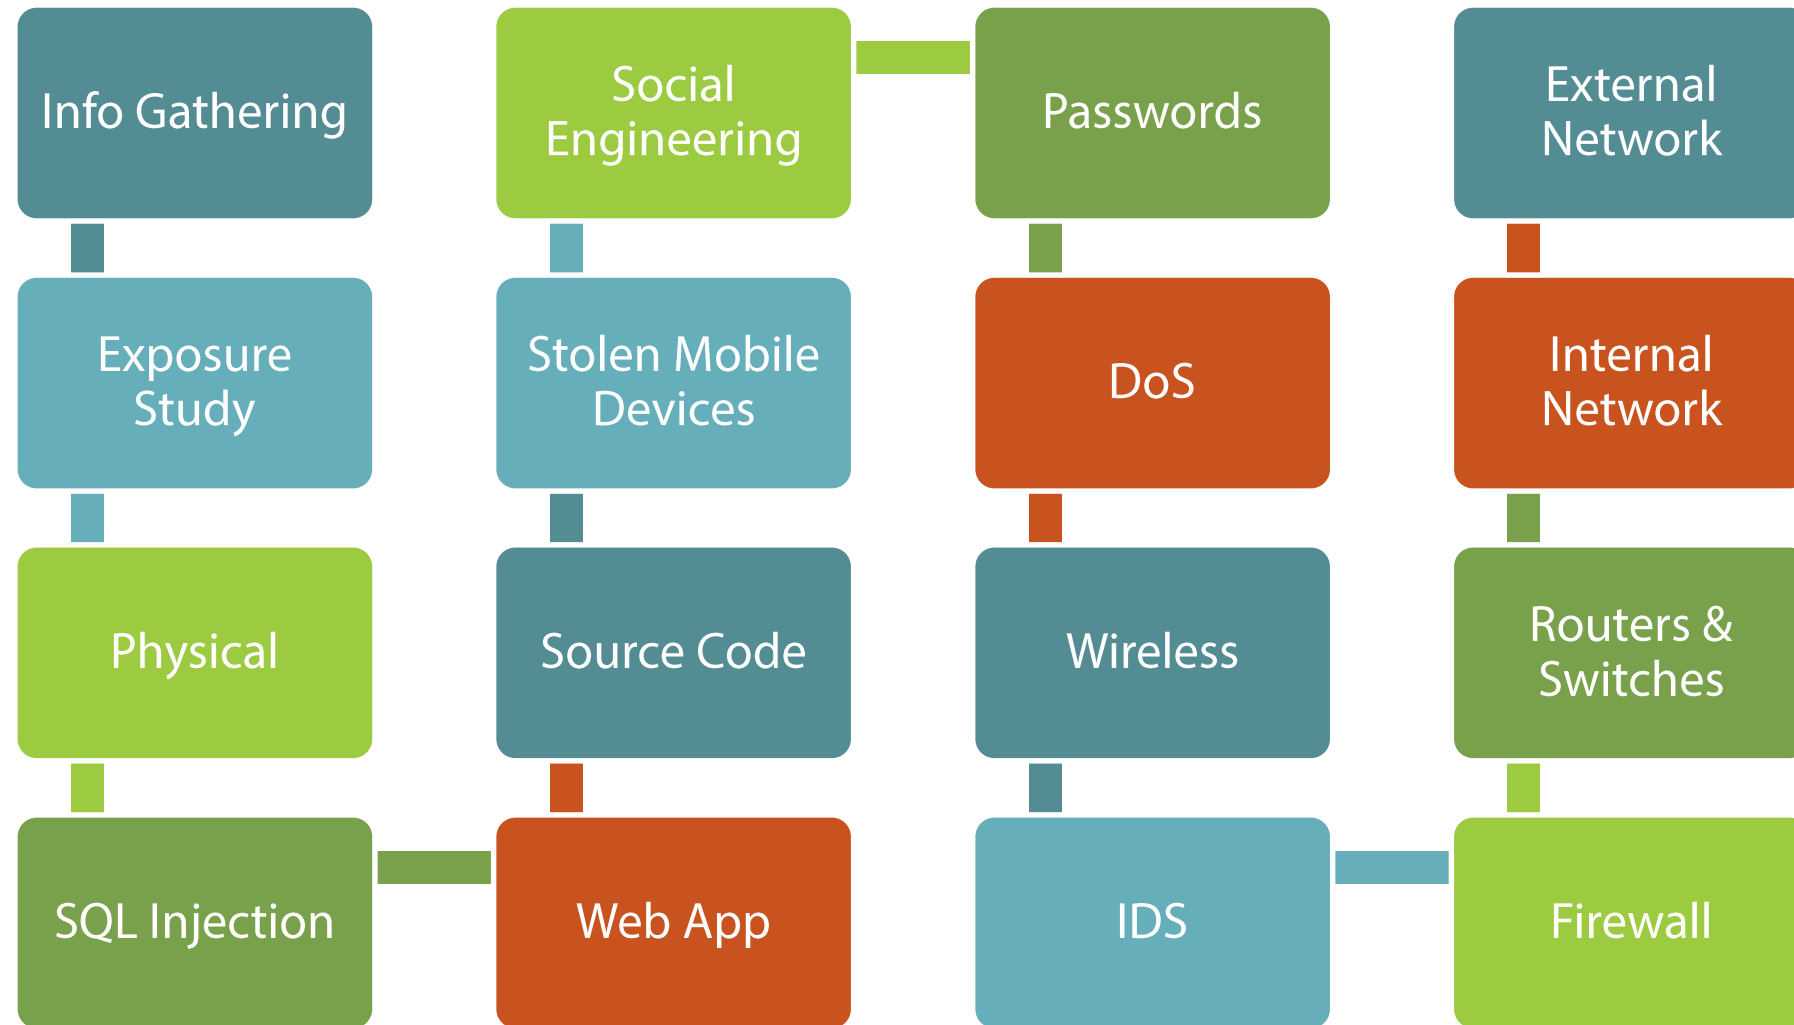 Info Gathering
Exposure
Study
Physical
SQL Injection
Web App
Source Code
Stolen Mobile
Devices
Social
Engineering
Passwords
DoS
Wireless
IDS
Firewall
Routers &
Switches
Internal
Network
External
Network